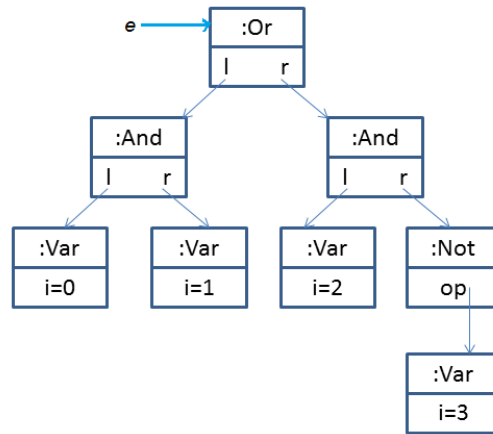 e
:Or
l r
:And
l r
:And
l r
:Var
i=0
:Var
i=1
:Var
i=2
:Not
op
:Var
i=3